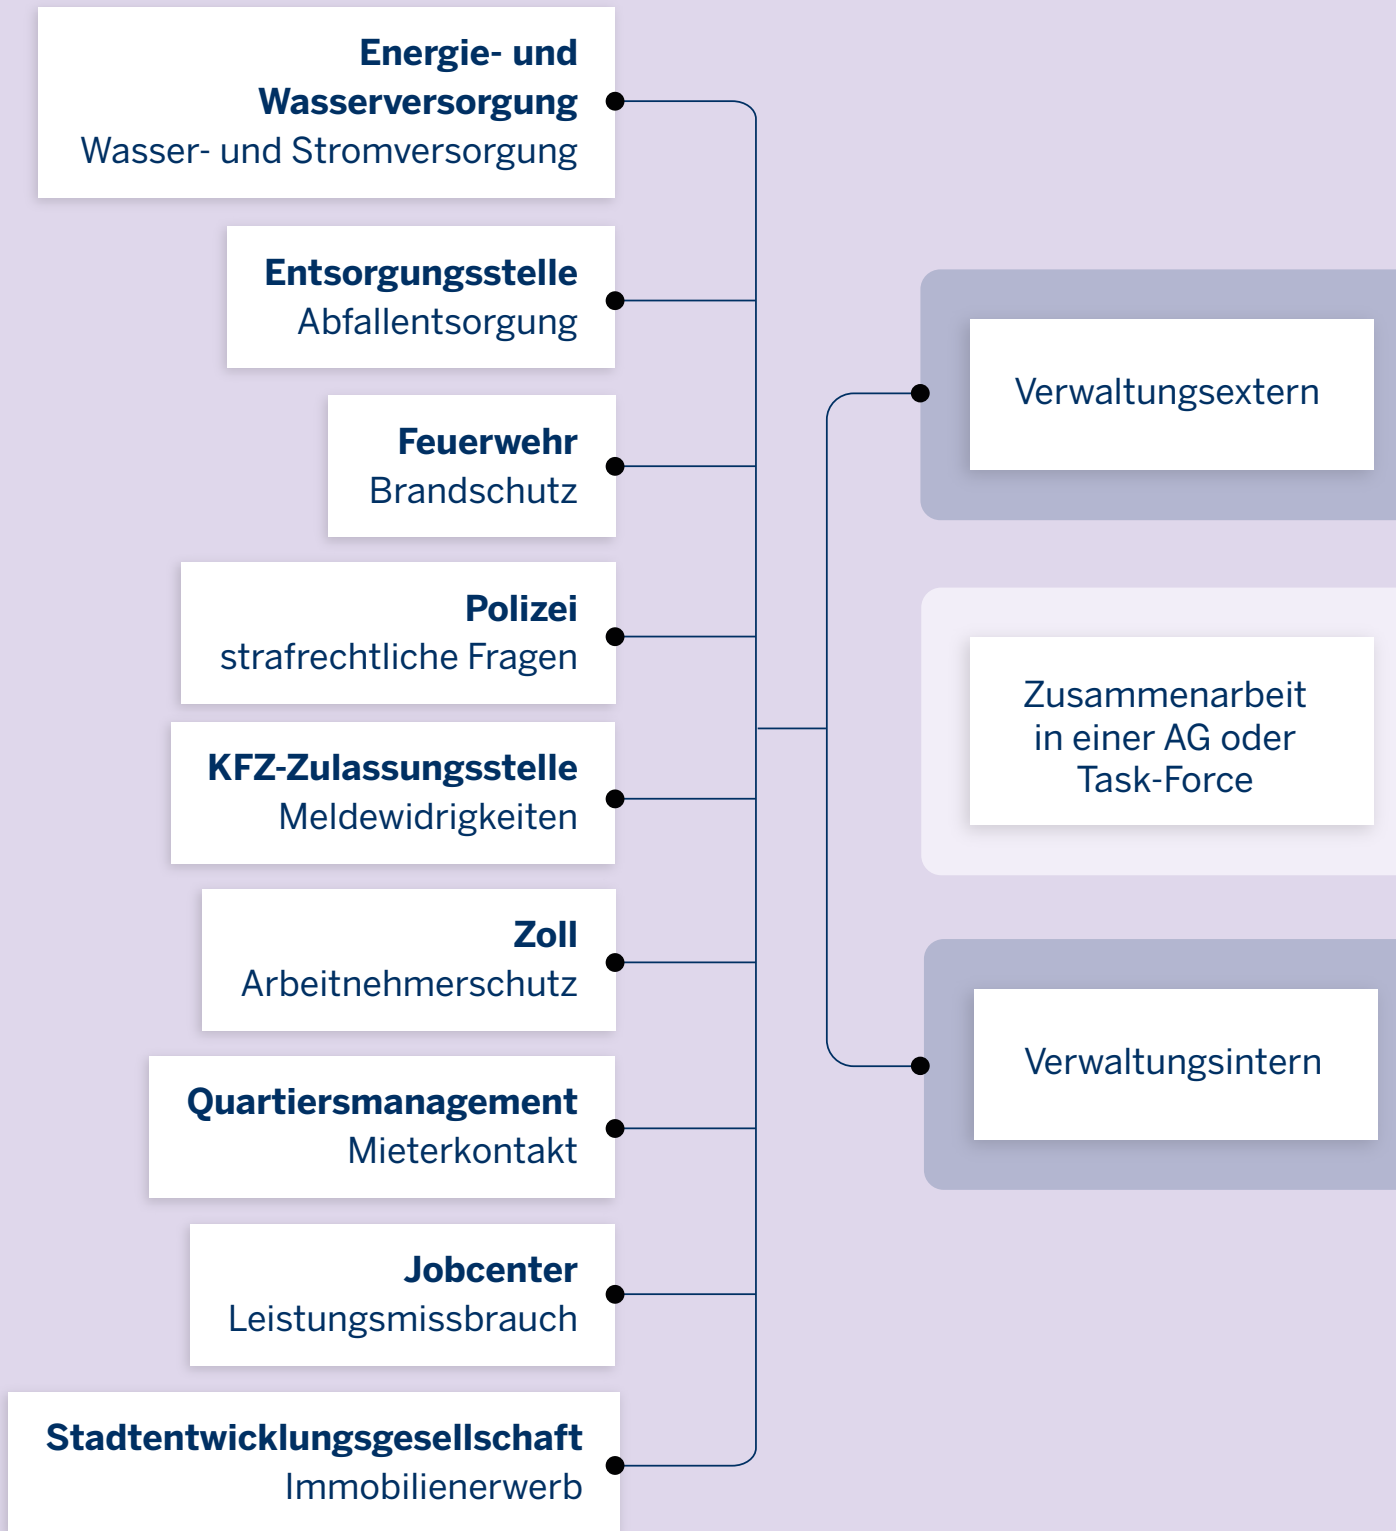 Energie- und
Wasserversorgung
Wasser- und Stromversorgung
Entsorgungsstelle
Abfallentsorgung
Feuerwehr
Brandschutz
Polizei
strafrechtliche Fragen
KFZ-Zulassungsstelle
Meldewidrigkeiten
Zoll
Arbeitnehmerschutz
Quartiersmanagement
Mieterkontakt
Jobcenter
Leistungsmissbrauch
Stadtentwicklungsgesellschaft
Immobilienerwerb
Verwaltungsextern
Zusammenarbeit
in einer AG oder
Task-Force
Verwaltungsintern